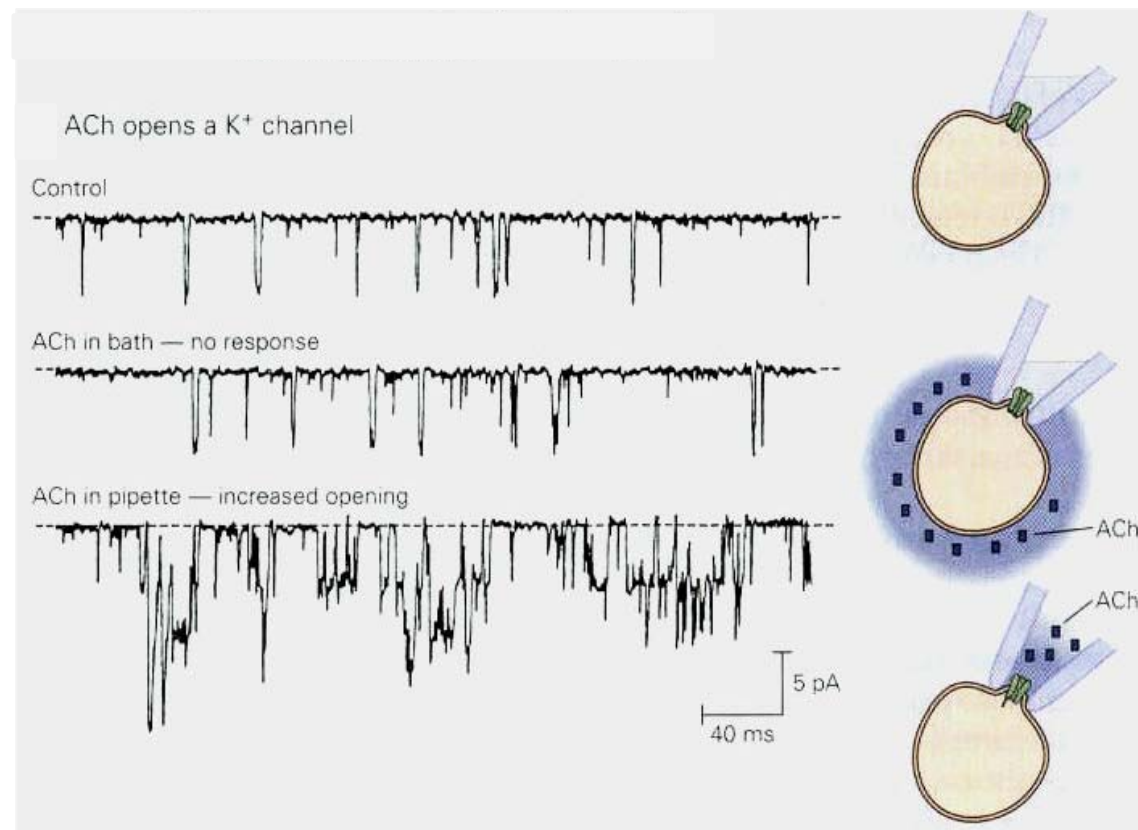 ACh opens a K⁺ channel
Control
ACh in bath — no response
ACh
ACh in pipette — increased opening
ACh
5 pA
40 ms